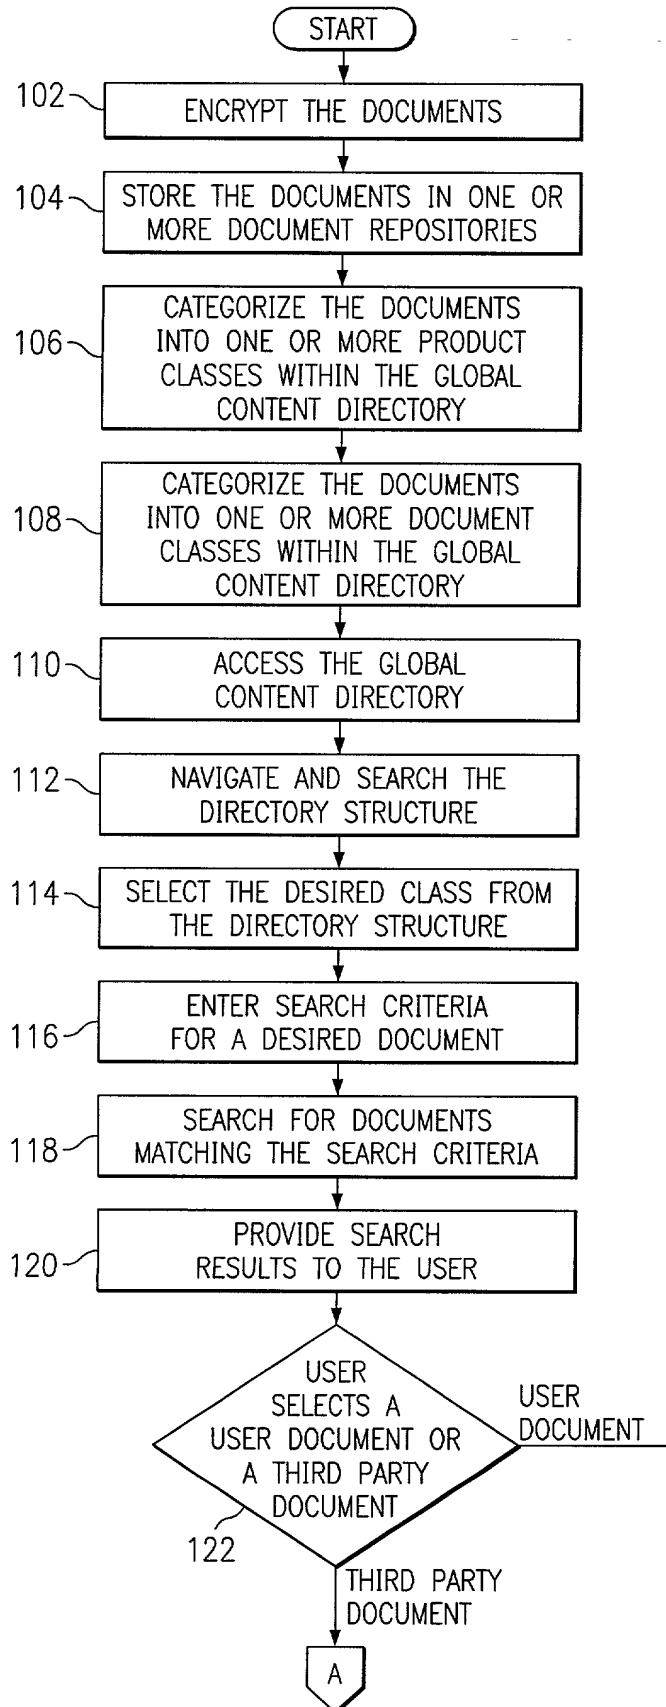 START
102
ENCRYPT THE DOCUMENTS
104
STORE THE DOCUMENTS IN ONE OR
MORE DOCUMENT REPOSITORIES
106
CATEGORIZE THE DOCUMENTS
INTO ONE OR MORE PRODUCT
CLASSES WITHIN THE GLOBAL
CONTENT DIRECTORY
108
CATEGORIZE THE DOCUMENTS
INTO ONE OR MORE DOCUMENT
CLASSES WITHIN THE GLOBAL
CONTENT DIRECTORY
110
ACCESS THE GLOBAL
CONTENT DIRECTORY
112
NAVIGATE AND SEARCH THE
DIRECTORY STRUCTURE
114
SELECT THE DESIRED CLASS FROM
THE DIRECTORY STRUCTURE
116
ENTER SEARCH CRITERIA
FOR A DESIRED DOCUMENT
118
SEARCH FOR DOCUMENTS
MATCHING THE SEARCH CRITERIA
120
PROVIDE SEARCH
RESULTS TO THE USER
USER
SELECTS A
USER DOCUMENT OR
A THIRD PARTY
DOCUMENT
122
USER
DOCUMENT
THIRD PARTY
DOCUMENT
A